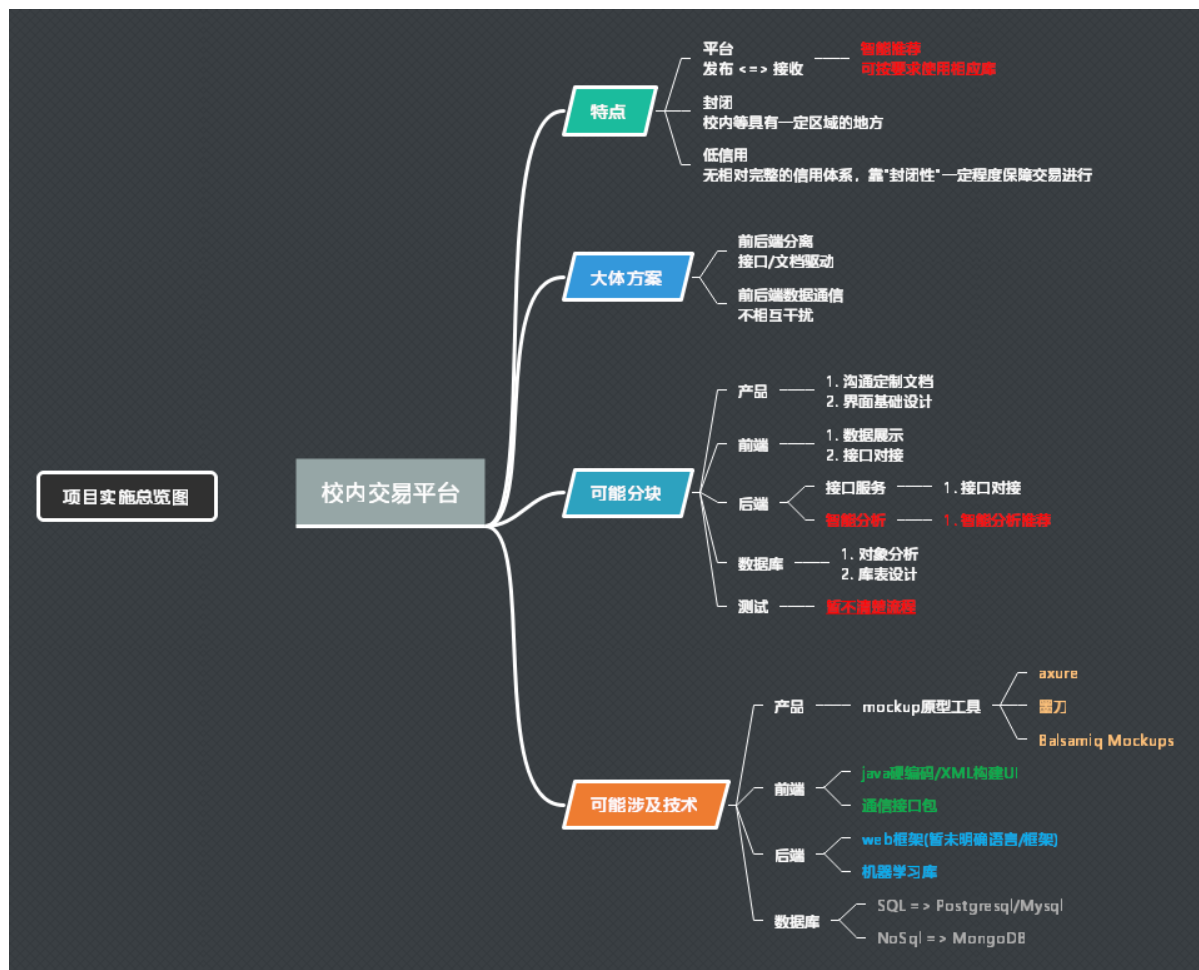 项目实施总览图
校内交易平台
特点
平台
发布 <=> 接收
智能推荐
可按要求使用相应库
封闭
校内等具有一定区域的地方
低信用
无相对完整的信用体系，靠"封闭性"一定程度保障交易进行
大体方案
前后端分离
接口/文档驱动
前后端数据通信
不相互干扰
可能分块
产品
1. 沟通定制文档
2. 界面基础设计
前端
1. 数据展示
2. 接口对接
后端
接口服务
1. 接口对接
智能分析
1. 智能分析推荐
数据库
1. 对象分析
2. 库表设计
测试
暂不清楚流程
可能涉及技术
产品
mockup原型工具
axure
墨刀
Balsamiq Mockups
前端
java硬编码/XML构建UI
通信接口包
后端
web框架(暂未明确语言/框架)
机器学习库
数据库
SQL => Postgresql/Mysql
NoSql => MongoDB